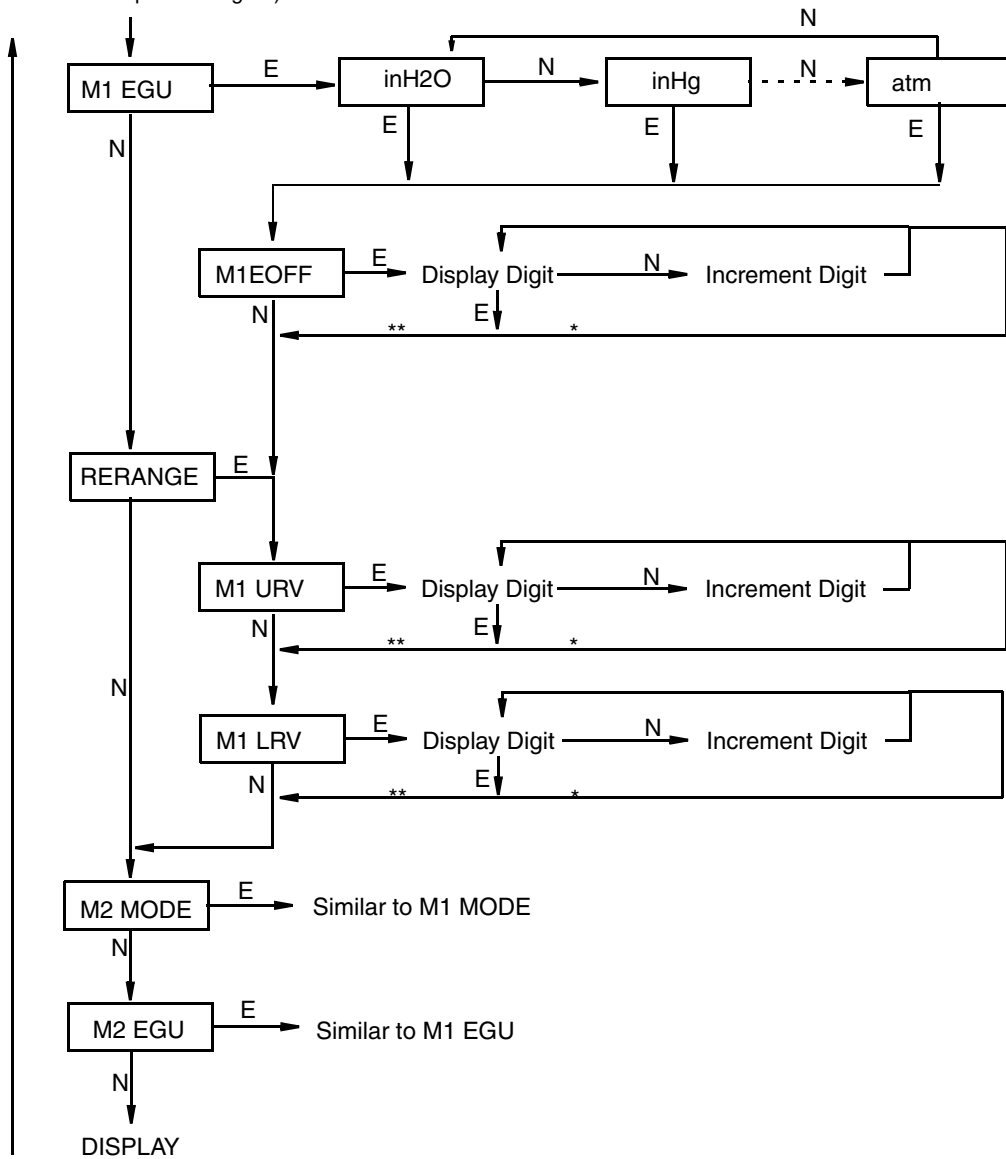 N
M1 EGU E inH2O N inHg N atm
N E E E
M1EOFF E Display Digit N Increment Digit
N E
** *
RERANGE E
M1 URV E Display Digit N Increment Digit
N E
** *
N
M1 LRV E Display Digit N Increment Digit
N E
** *
M2 MODE E Similar to M1 MODE
N
M2 EGU E Similar to M1 EGU
N
DISPLAY